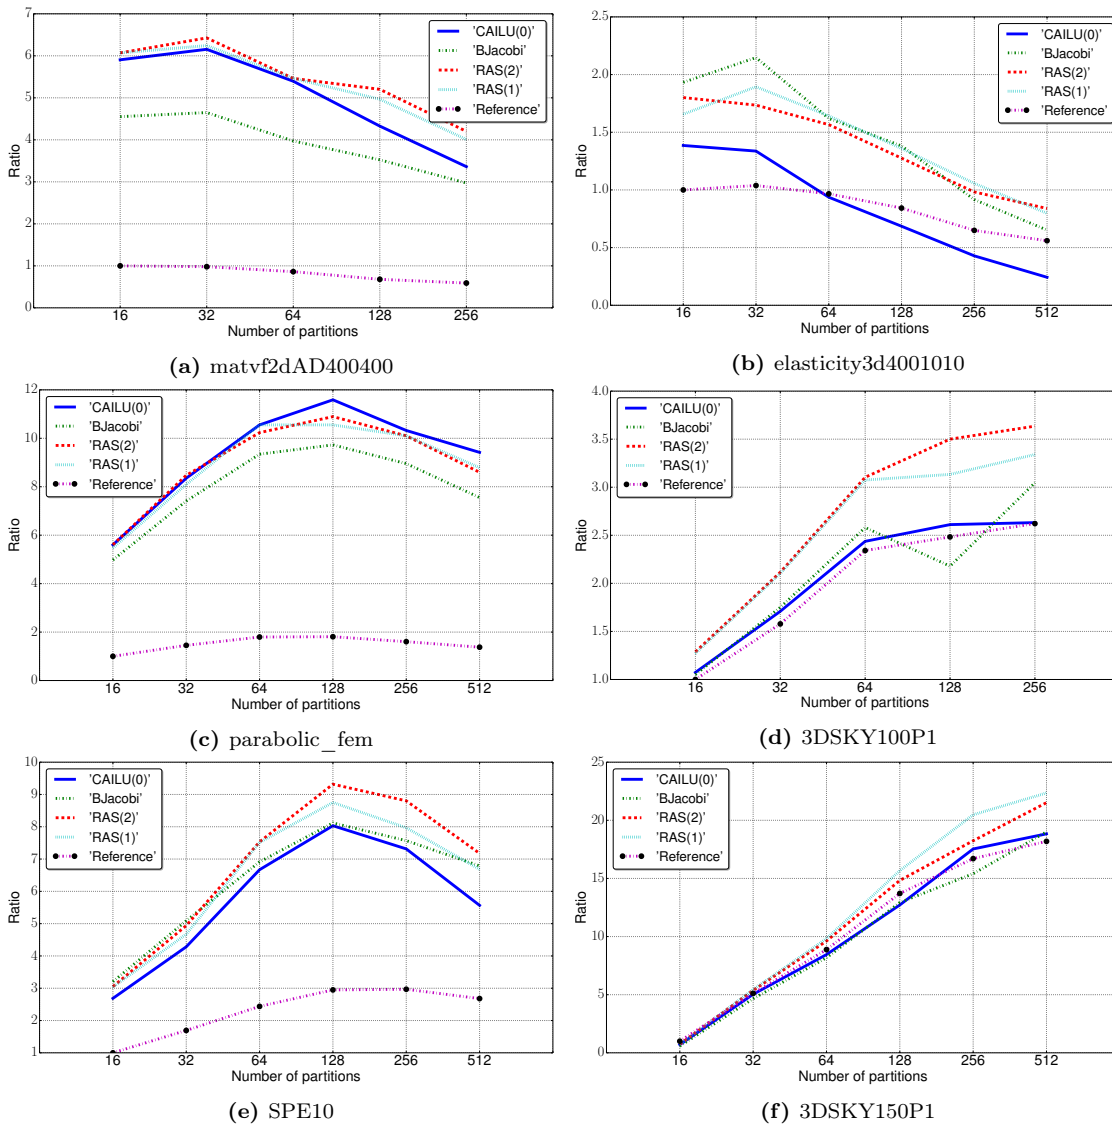 7
6
5
4
3
2
1
0
Ratio
'CAILU(0)'
'BJacobi'
'RAS(2)'
'RAS(1)'
'Reference'
16 32 64 128 256
Number of partitions
(a) matvf2dAD400400
2.5
2.0
1.5
1.0
0.5
0.0
Ratio
'CAILU(0)'
'BJacobi'
'RAS(2)'
'RAS(1)'
'Reference'
16 32 64 128 256 512
Number of partitions
(b) elasticity3d4001010
12
10
8
6
4
2
0
Ratio
'CAILU(0)'
'BJacobi'
'RAS(2)'
'RAS(1)'
'Reference'
16 32 64 128 256 512
Number of partitions
(c) parabolic_fem
4.0
3.5
3.0
2.5
2.0
1.5
1.0
Ratio
'CAILU(0)'
'BJacobi'
'RAS(2)'
'RAS(1)'
'Reference'
16 32 64 128 256
Number of partitions
(d) 3DSKY100P1
10
9
8
7
6
5
4
3
2
1
Ratio
'CAILU(0)'
'BJacobi'
'RAS(2)'
'RAS(1)'
'Reference'
16 32 64 128 256 512
Number of partitions
(e) SPE10
25
20
15
10
5
0
Ratio
'CAILU(0)'
'BJacobi'
'RAS(2)'
'RAS(1)'
'Reference'
16 32 64 128 256 512
Number of partitions
(f) 3DSKY150P1